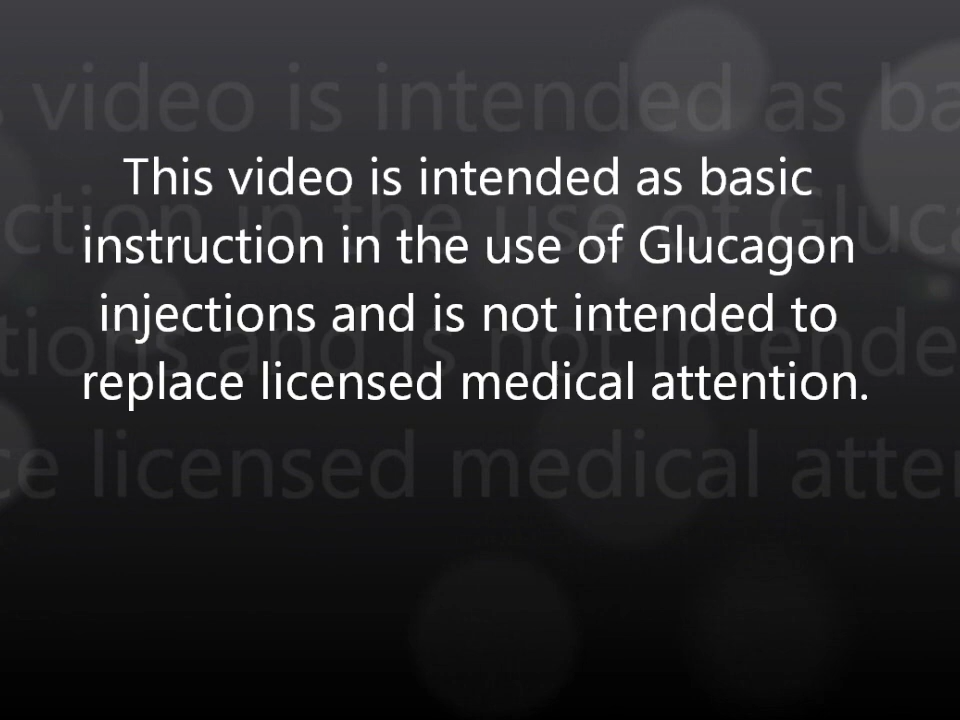 This video is intended as basic
instruction in the use of Glucagon
injections and is not intended to
replace licensed medical attention.